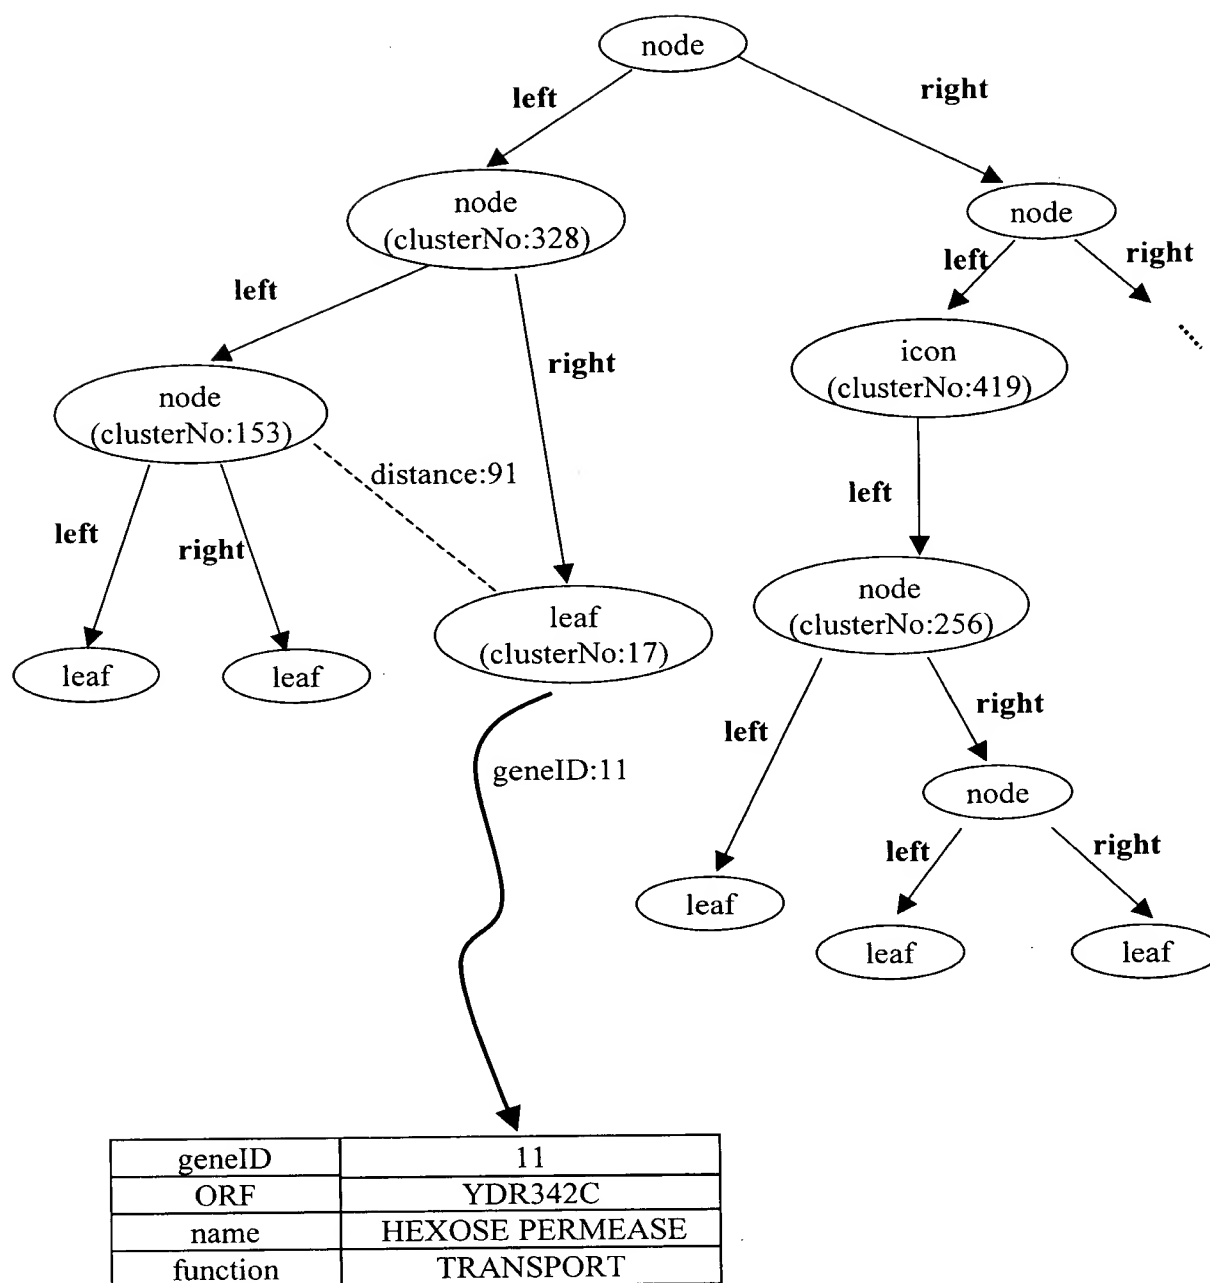 node
left
right
node
(clusterNo:328)
node
left
right
left
right
icon
(clusterNo:419)
node
(clusterNo:153)
distance:91
left
left
right
node
(clusterNo:256)
leaf
(clusterNo:17)
leaf
leaf
right
left
geneID:11
node
left
right
leaf
leaf
leaf
geneID 11
ORF YDR342C
name HEXOSE PERMEASE
function TRANSPORT